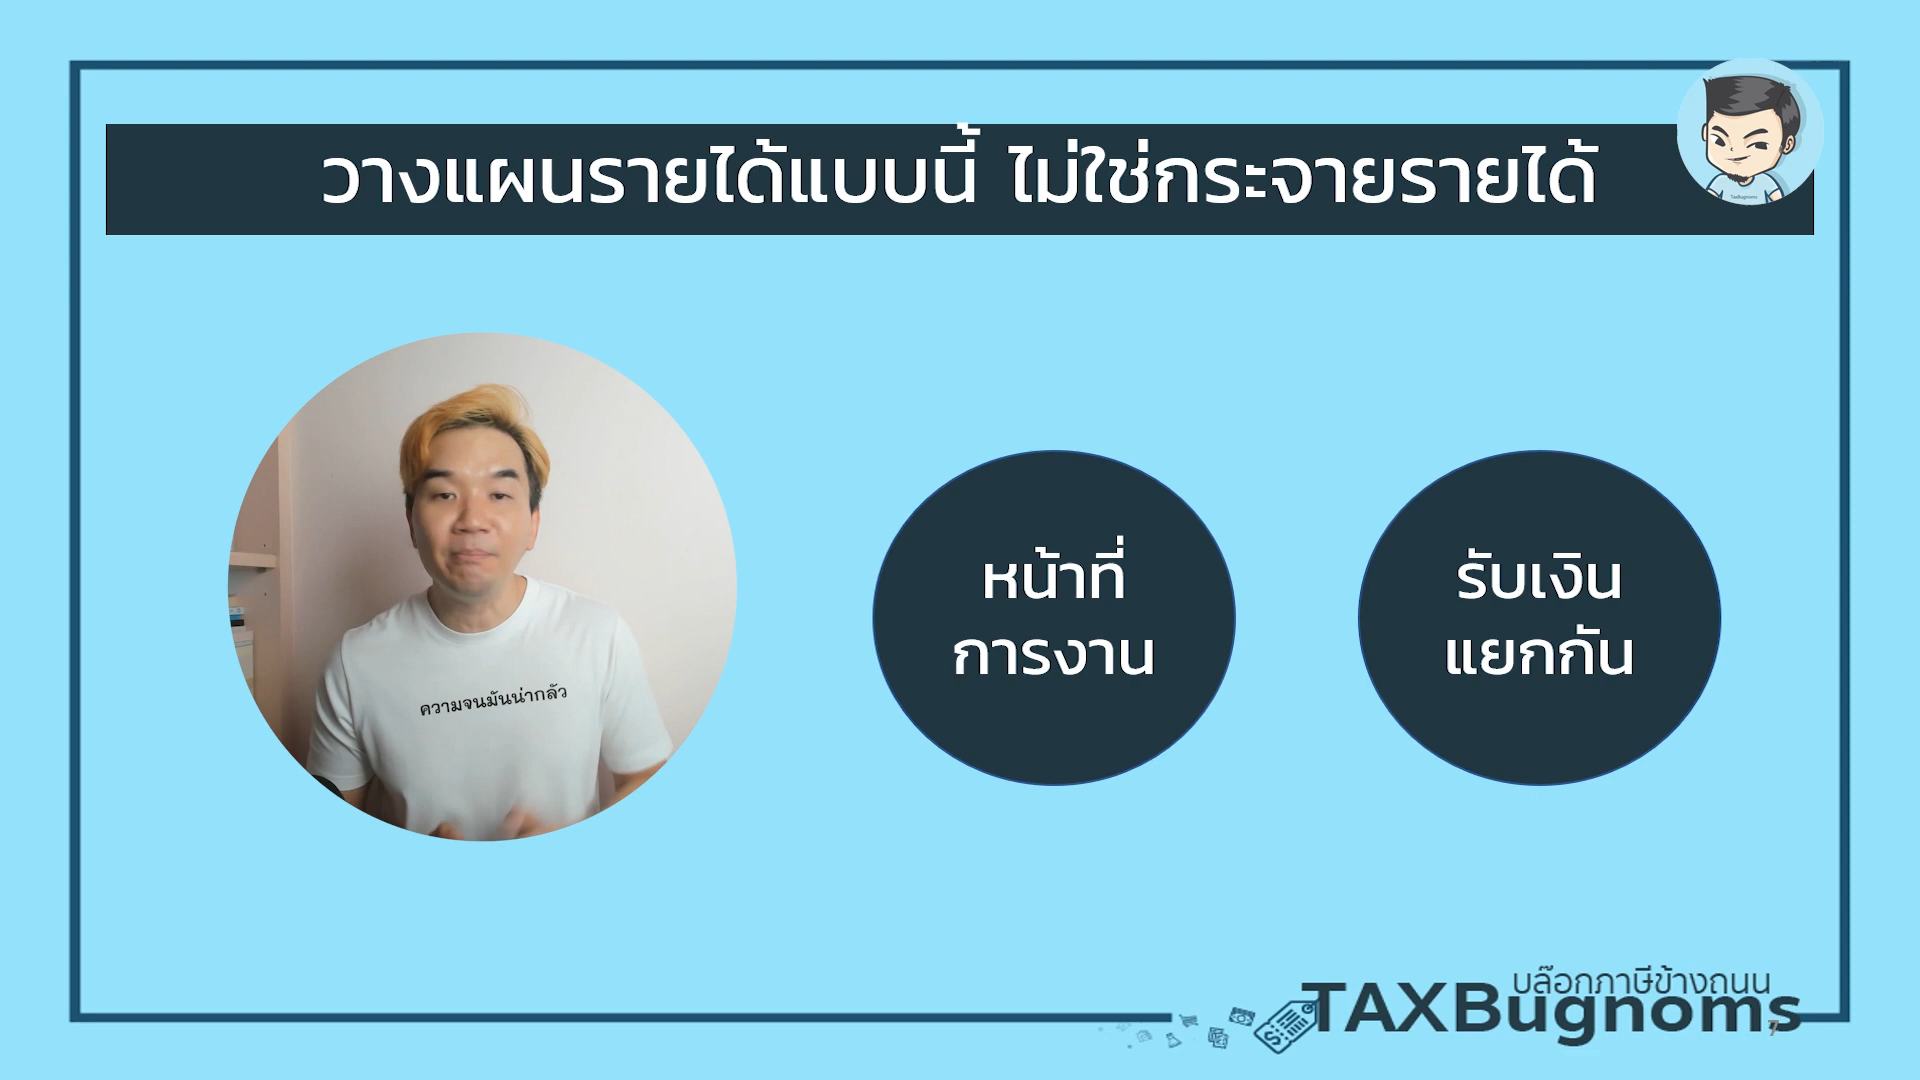 วางแผนรายได้แบบนี้ ไม่ใช่กระจายรายได้
หน้าที่
การงาน
รับเงิน
แยกกัน
ความจนมันน่ากลัว
บล๊อกภาษีข้างถนน
TAXBugnoms
7